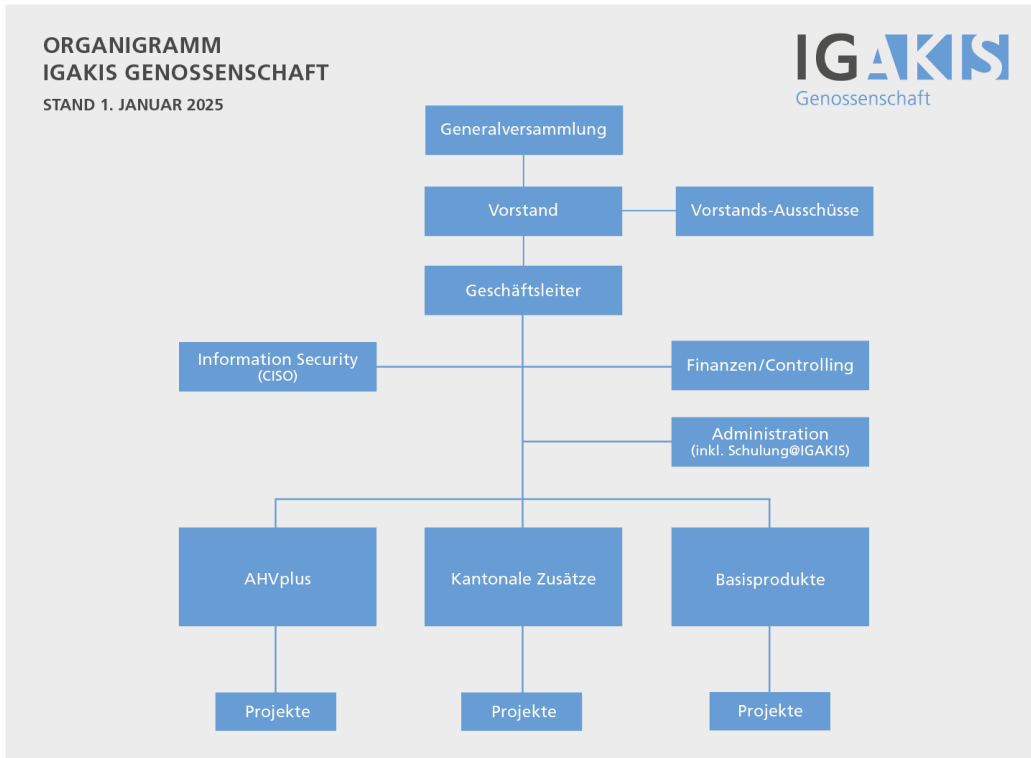 ORGANIGRAMM
IGAKIS GENOSSENSCHAFT
STAND 1. JANUAR 2025
IGAKIS
Genossenschaft
Generalversammlung
Vorstand
Vorstands-Ausschüsse
Geschäftsleiter
Information Security
(CISO)
Finanzen/Controlling
Administration
(inkl. Schulung@IGAKIS)
AHVplus
Kantonale Zusätze
Basisprodukte
Projekte
Projekte
Projekte